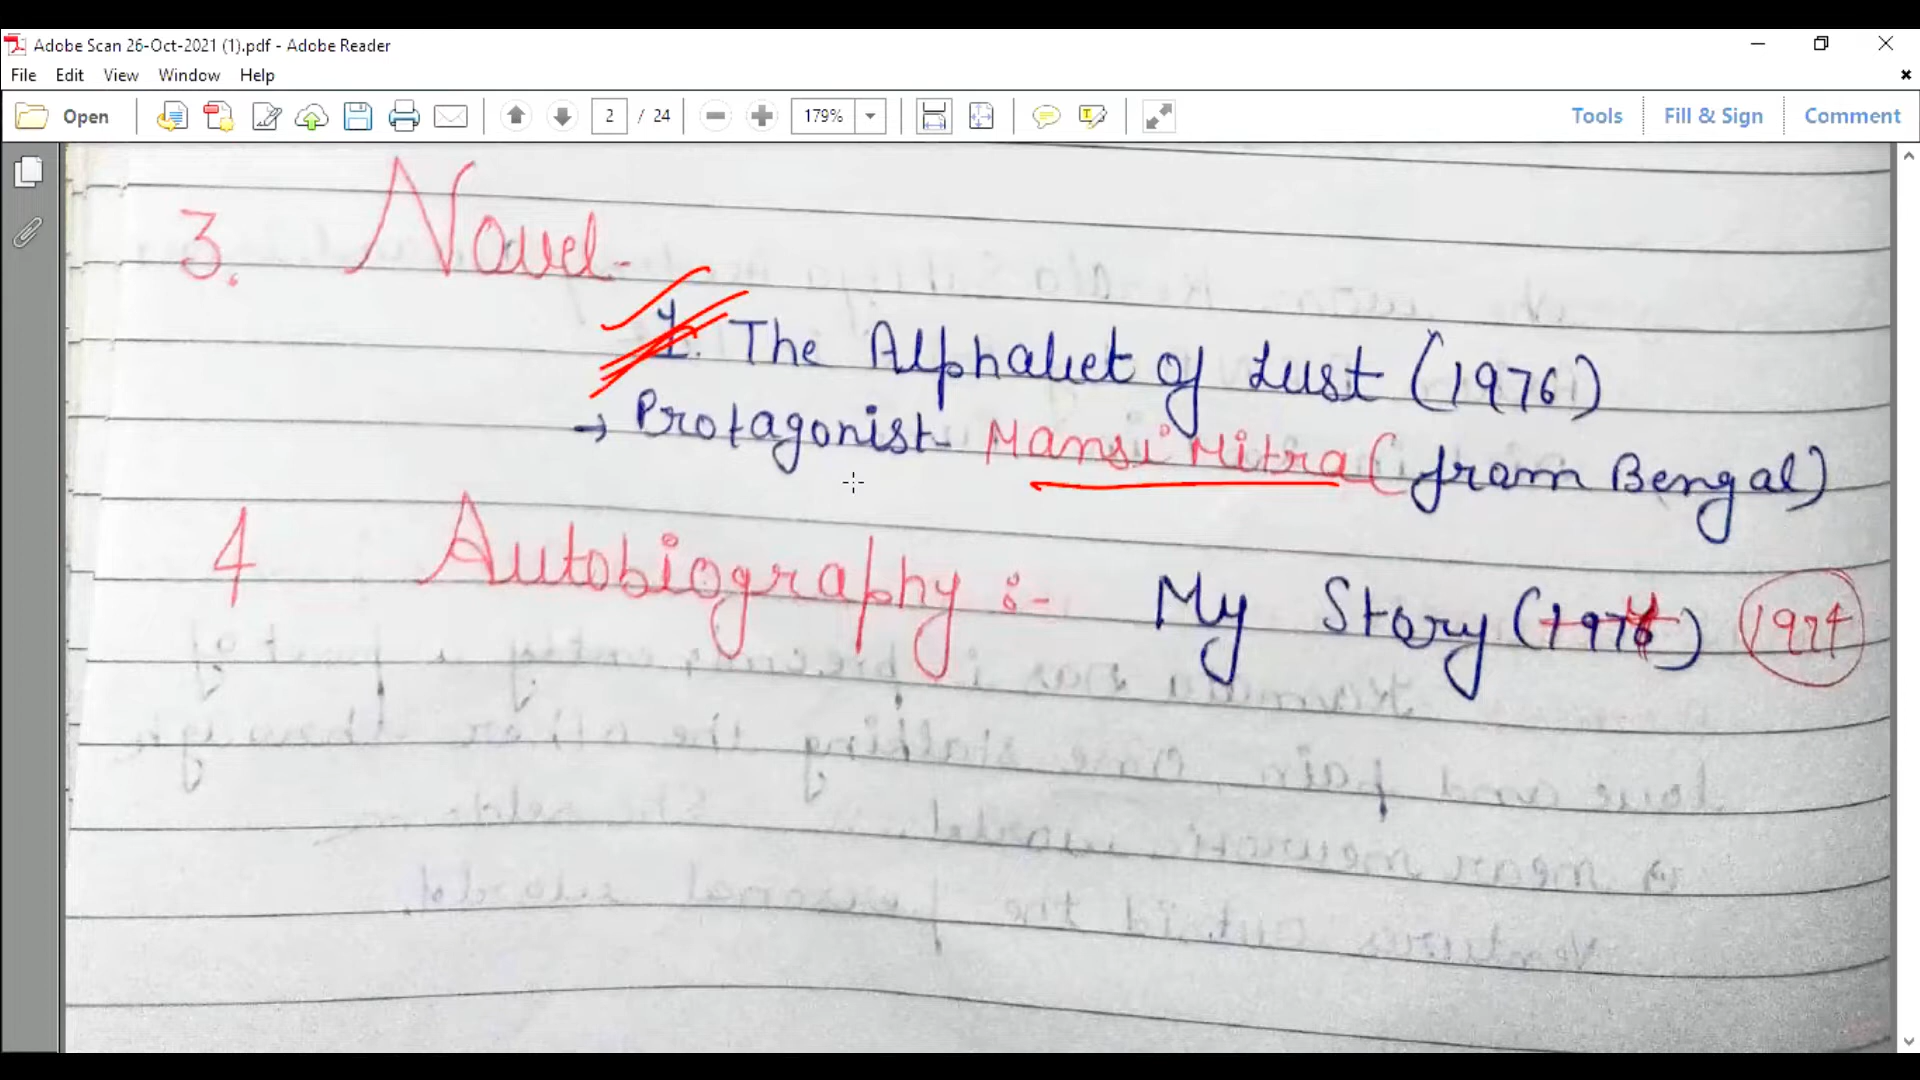 Adobe Scan 26-Oct-2021 (1).pdf - Adobe Reader
File Edit View Window Help
Open 2 / 24 179% Tools Fill & Sign Comment
3. Novel-
1. The Alphabet of Lust (1976)
→ Protagonist- Mansi Mitra (from Bengal)
4 Autobiography :- My Story (1976) 1974